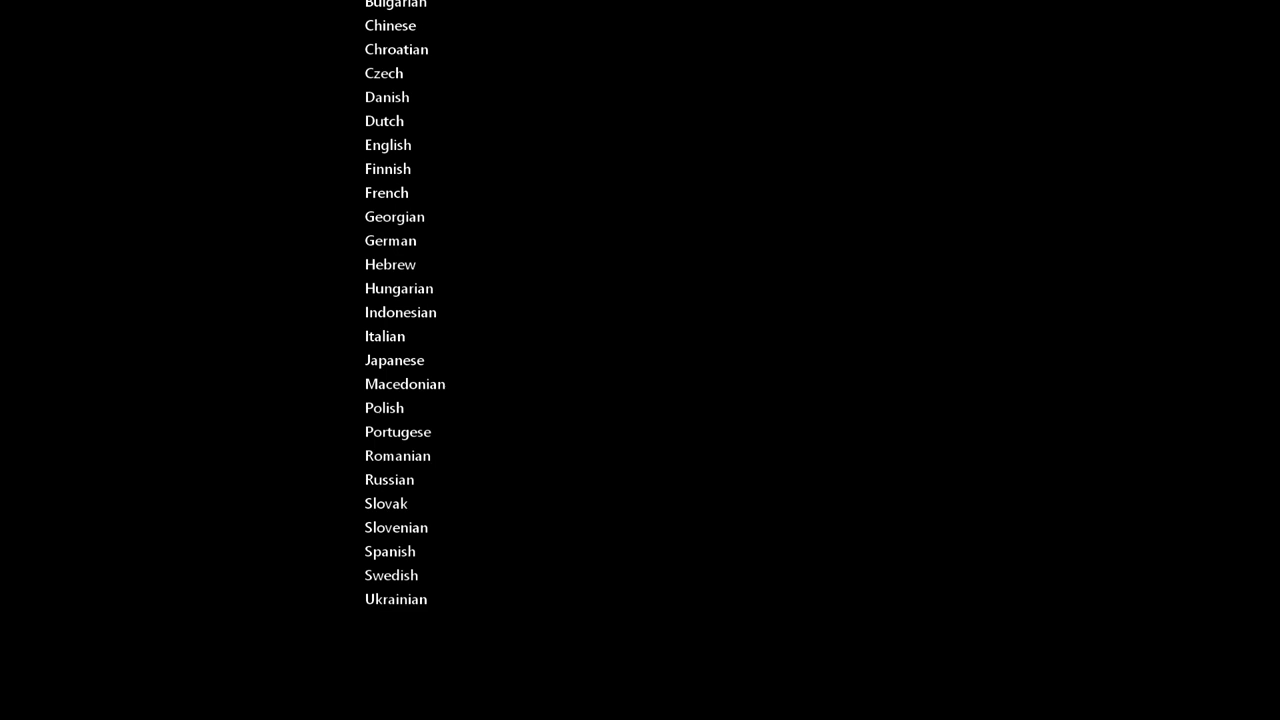 Bulgarian
Chinese
Chroatian
Czech
Danish
Dutch
English
Finnish
French
Georgian
German
Hebrew
Hungarian
Indonesian
Italian
Japanese
Macedonian
Polish
Portugese
Romanian
Russian
Slovak
Slovenian
Spanish
Swedish
Ukrainian